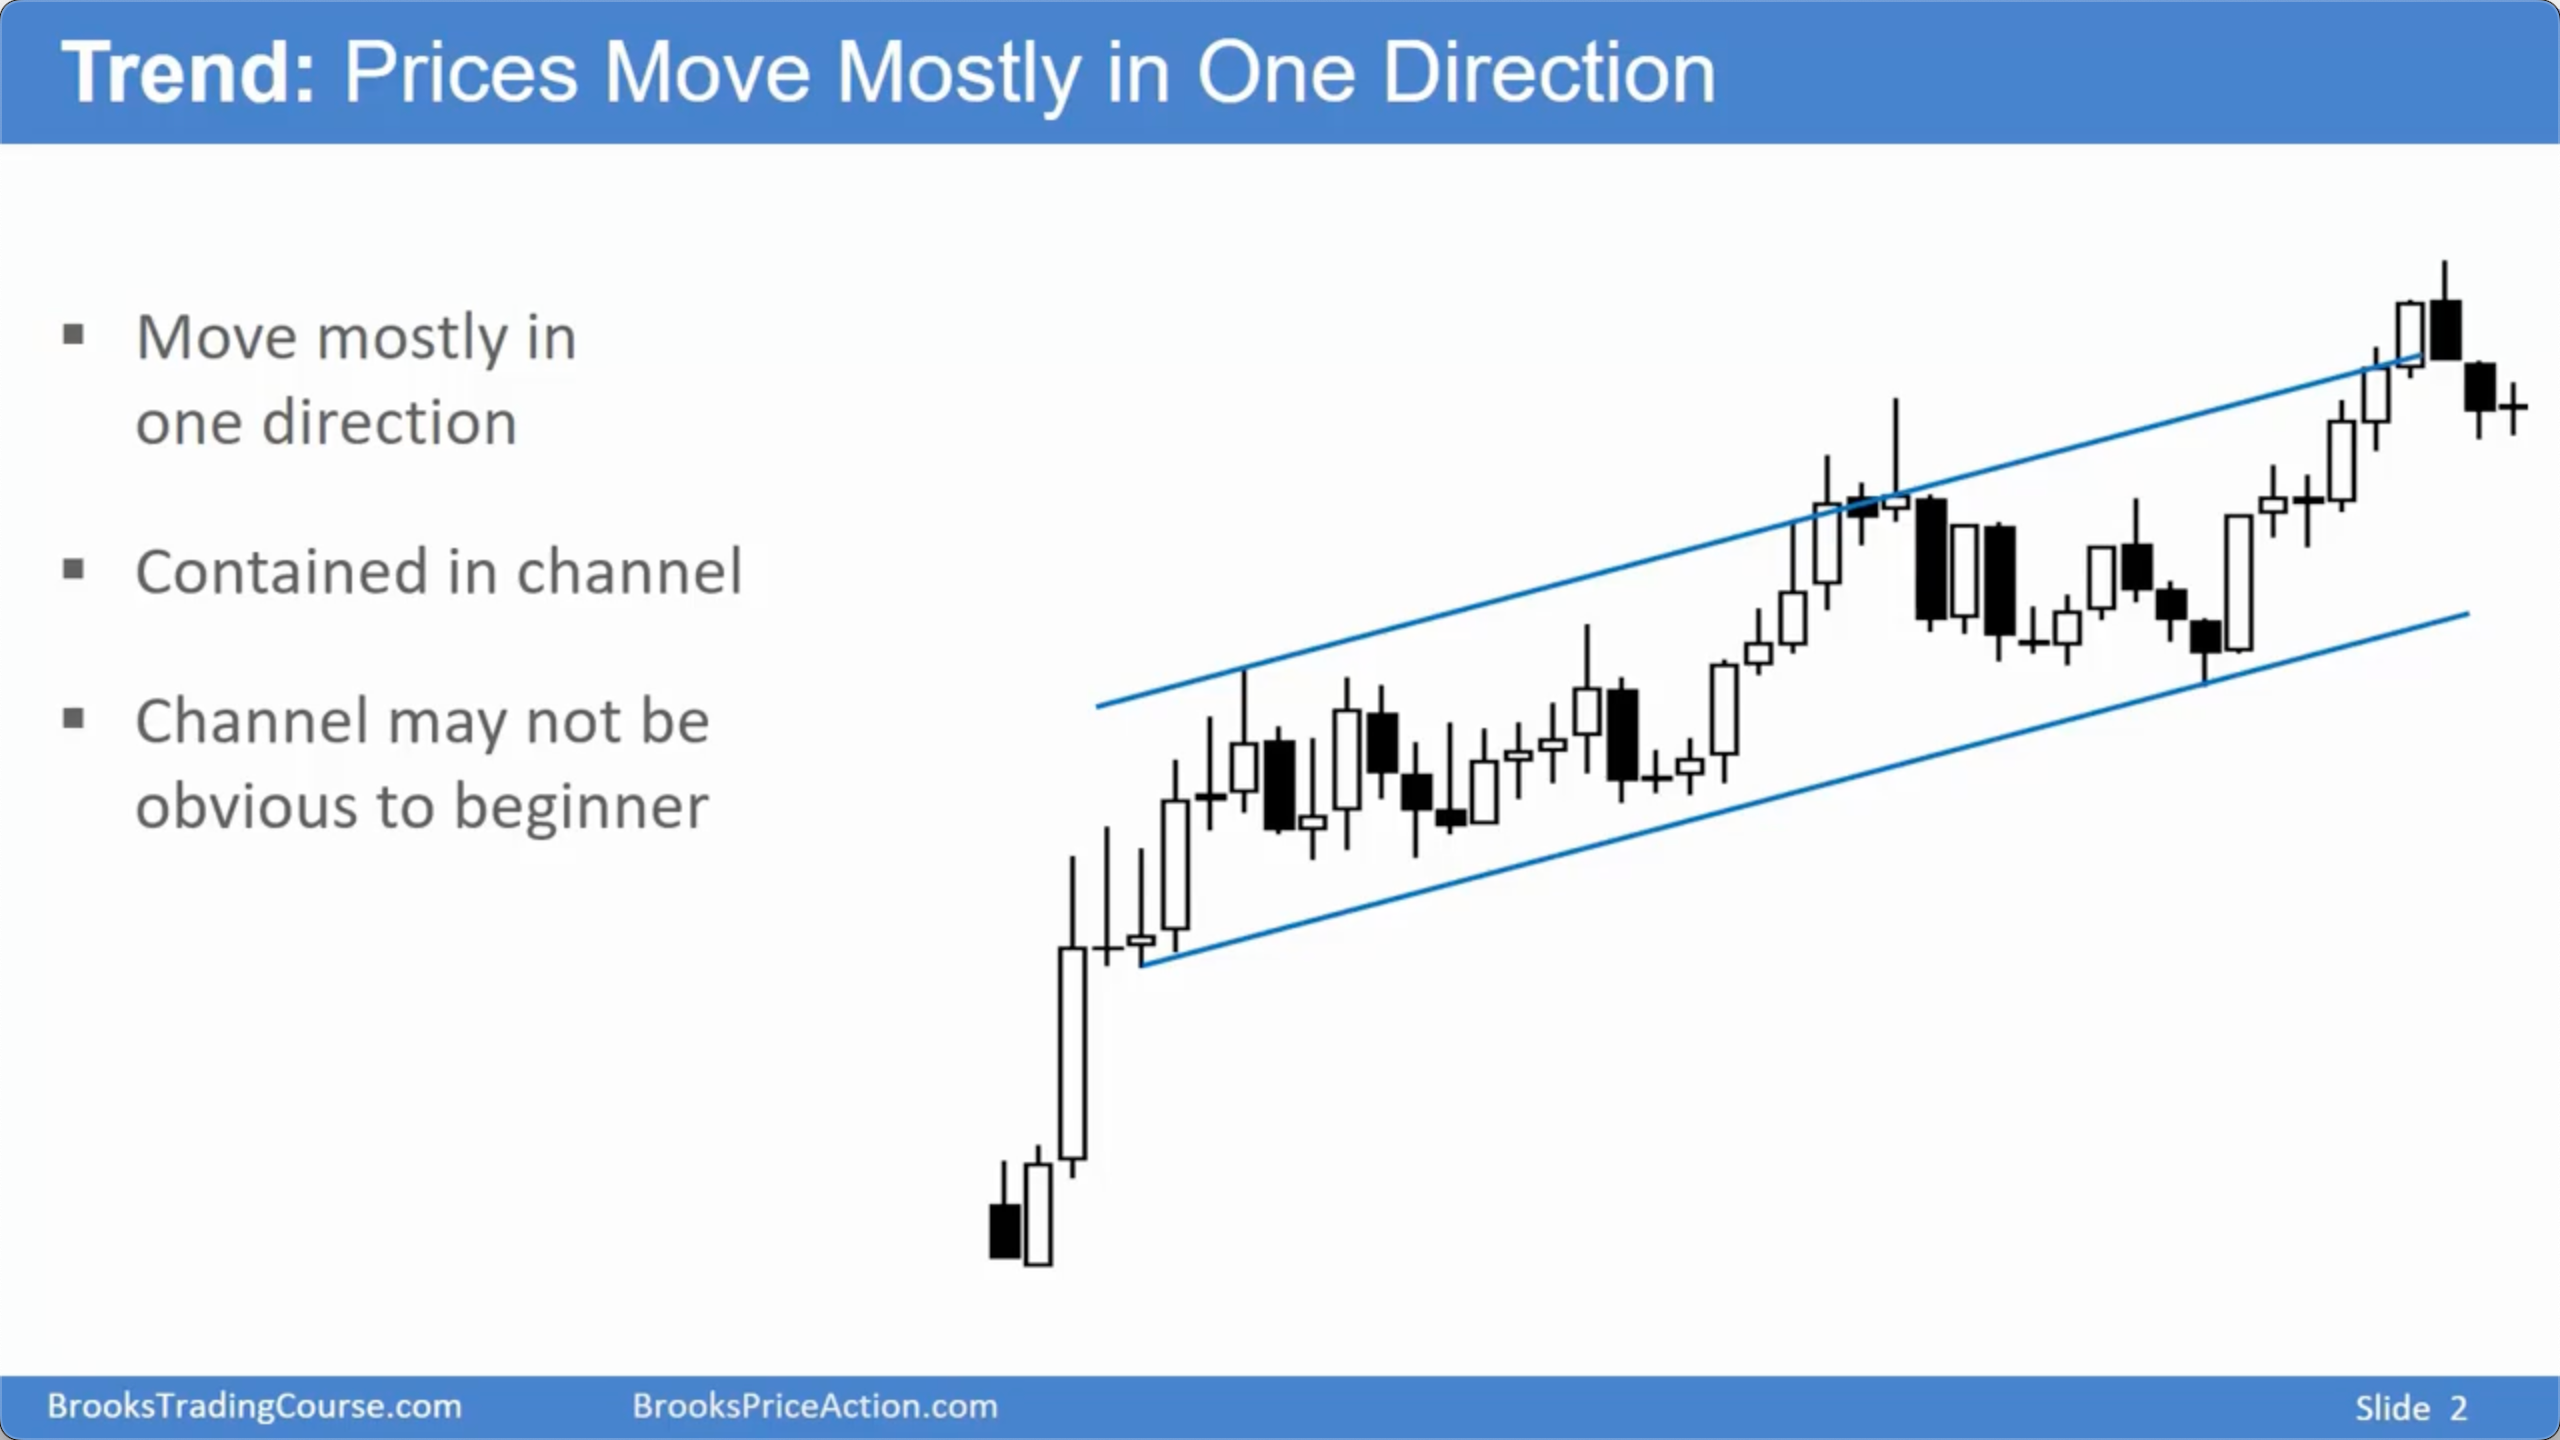 Trend: Prices Move Mostly in One Direction
▪ Move mostly in
one direction
▪ Contained in channel
▪ Channel may not be
obvious to beginner
BrooksTradingCourse.com BrooksPriceAction.com Slide 2